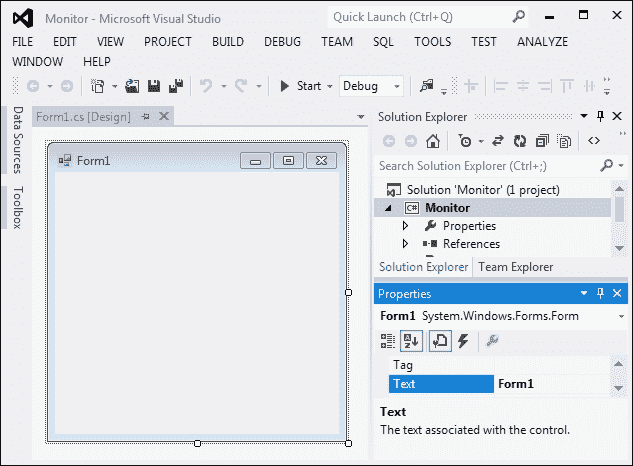 Monitor - Microsoft Visual Studio
Quick Launch (Ctrl+Q)
FILE EDIT VIEW PROJECT BUILD DEBUG TEAM SQL TOOLS TEST ANALYZE
WINDOW HELP
Start Debug
Data Sources
Toolbox
Form1.cs [Design]
Form1
Solution Explorer
Search Solution Explorer (Ctrl+;)
Solution 'Monitor' (1 project)
C# Monitor
Properties
References
Solution Explorer Team Explorer
Properties
Form1 System.Windows.Forms.Form
Tag
Text Form1
Text
The text associated with the control.